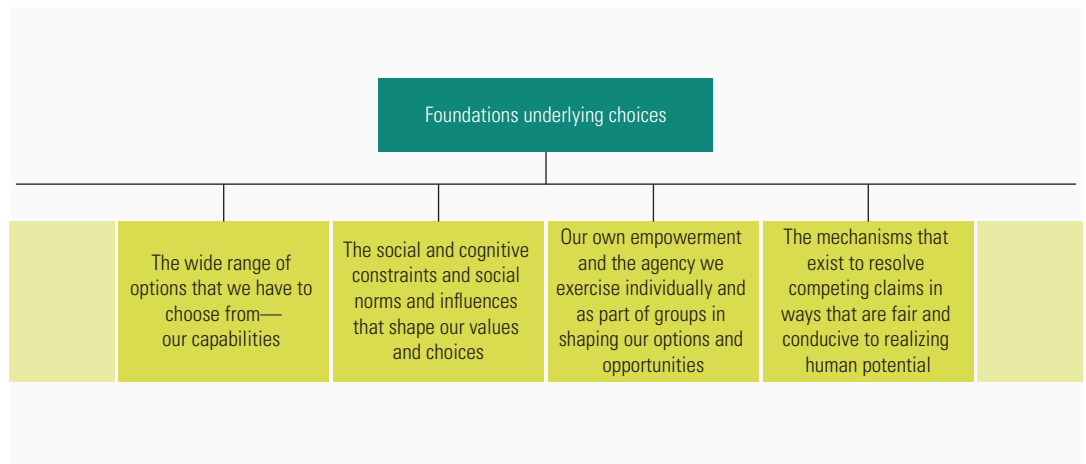 Foundations underlying choices
The wide range of
options that we have to
choose from—
our capabilities
The social and cognitive
constraints and social
norms and influences
that shape our values
and choices
Our own empowerment
and the agency we
exercise individually and
as part of groups in
shaping our options and
opportunities
The mechanisms that
exist to resolve
competing claims in
ways that are fair and
conducive to realizing
human potential